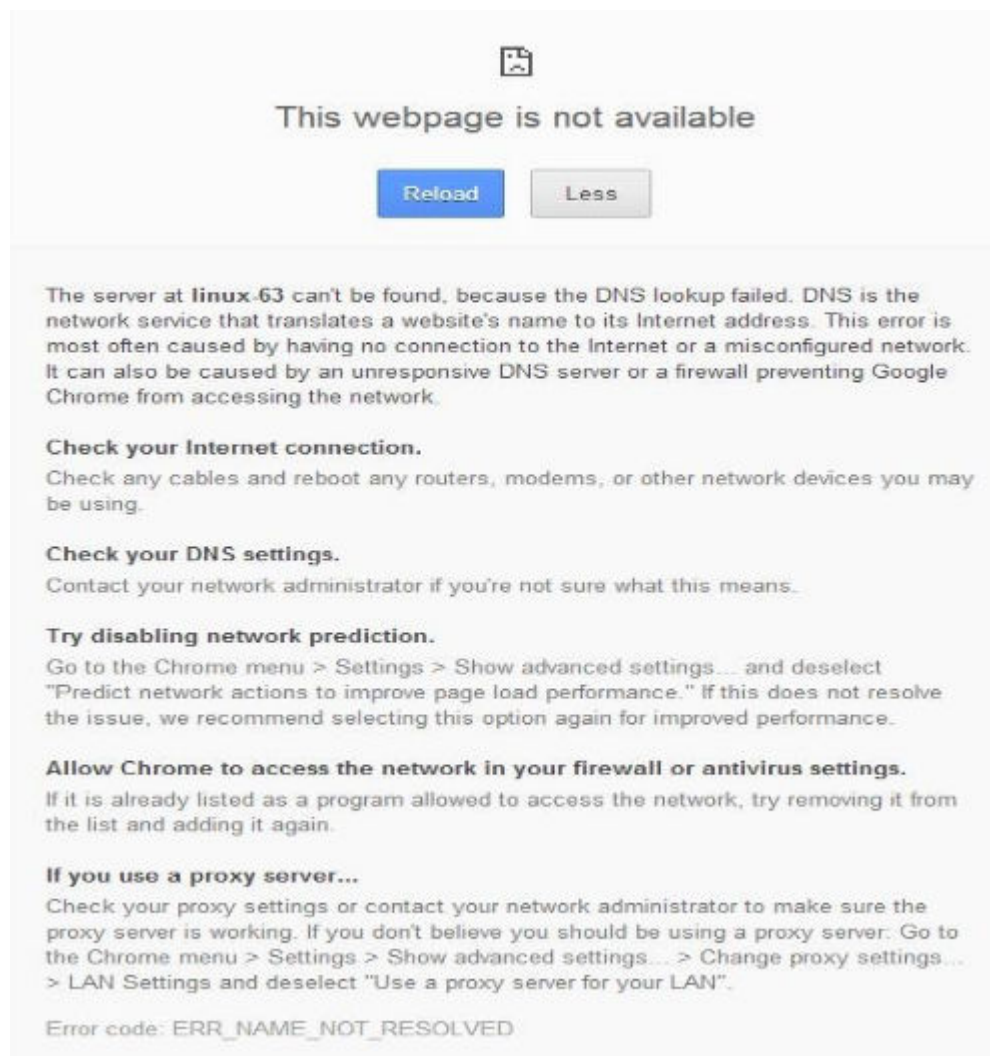 This webpage is not available
Reload Less
The server at linux-63 can't be found, because the DNS lookup failed. DNS is the
network service that translates a website's name to its Internet address. This error is
most often caused by having no connection to the Internet or a misconfigured network.
It can also be caused by an unresponsive DNS server or a firewall preventing Google
Chrome from accessing the network.
Check your Internet connection.
Check any cables and reboot any routers, modems, or other network devices you may
be using.
Check your DNS settings.
Contact your network administrator if you're not sure what this means.
Try disabling network prediction.
Go to the Chrome menu > Settings > Show advanced settings... and deselect
"Predict network actions to improve page load performance." If this does not resolve
the issue, we recommend selecting this option again for improved performance.
Allow Chrome to access the network in your firewall or antivirus settings.
If it is already listed as a program allowed to access the network, try removing it from
the list and adding it again.
If you use a proxy server...
Check your proxy settings or contact your network administrator to make sure the
proxy server is working. If you don't believe you should be using a proxy server: Go to
the Chrome menu > Settings > Show advanced settings... > Change proxy settings...
> LAN Settings and deselect "Use a proxy server for your LAN".
Error code: ERR_NAME_NOT_RESOLVED